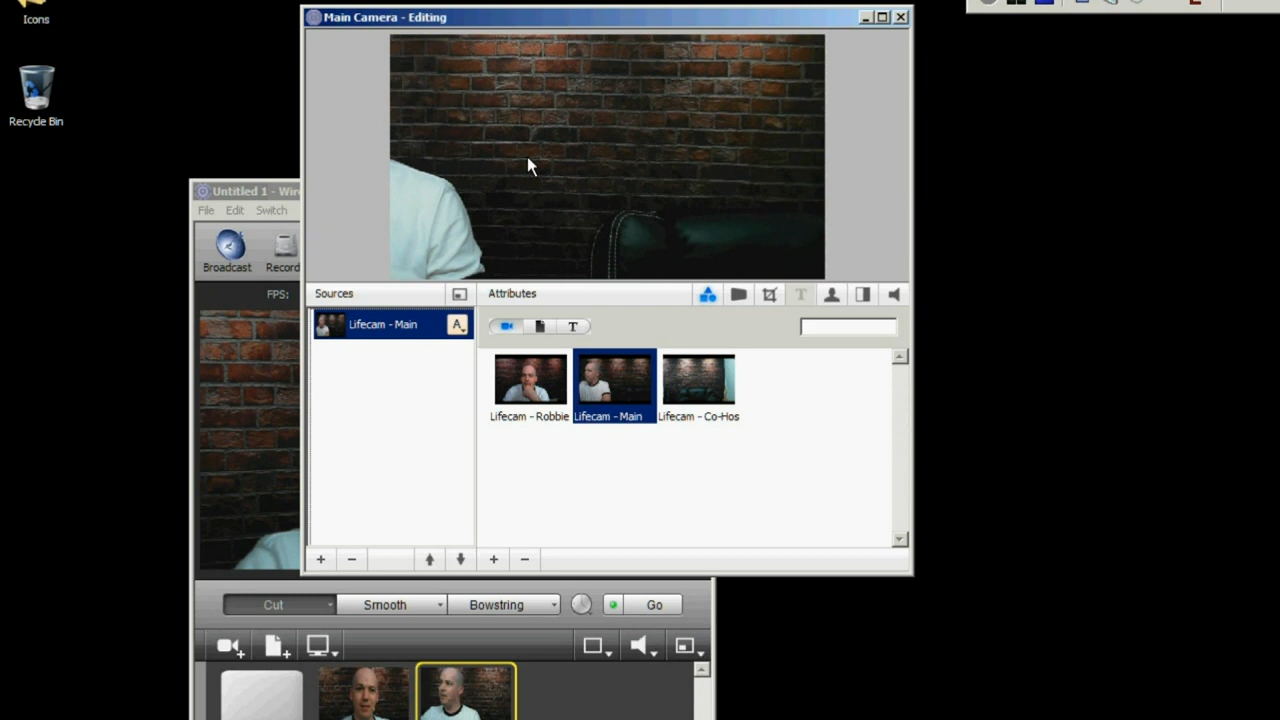 Icons
Recycle Bin
Main Camera - Editing
Untitled 1 - Wire
File Edit Switch
Broadcast Record
FPS:
Sources
Attributes
T
Lifecam - Main
A
T
Lifecam - Robbie
Lifecam - Main
Lifecam - Co-Hos
Cut
Smooth
Bowstring
Go